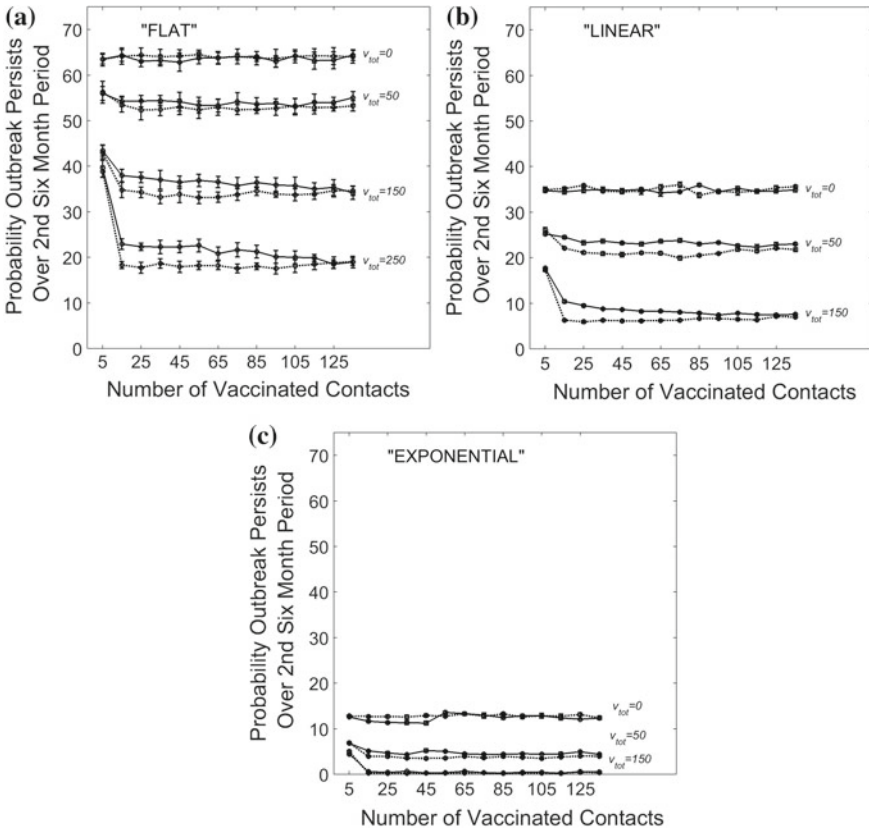 (a)
"FLAT"
Probability Outbreak Persists
Over 2nd Six Month Period
70
60
50
40
30
20
10
0
v_tot=0
v_tot=50
v_tot=150
v_tot=250
5 25 45 65 85 105 125
Number of Vaccinated Contacts
(b)
"LINEAR"
Probability Outbreak Persists
Over 2nd Six Month Period
70
60
50
40
30
20
10
0
v_tot=0
v_tot=50
v_tot=150
5 25 45 65 85 105 125
Number of Vaccinated Contacts
(c)
"EXPONENTIAL"
Probability Outbreak Persists
Over 2nd Six Month Period
70
60
50
40
30
20
10
0
v_tot=0
v_tot=50
v_tot=150
5 25 45 65 85 105 125
Number of Vaccinated Contacts